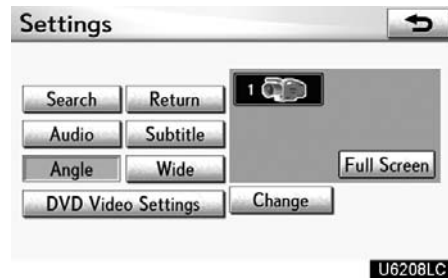 Settings
1
Search Return
Audio Subtitle
Angle Wide Full Screen
DVD Video Settings Change
U6208LC